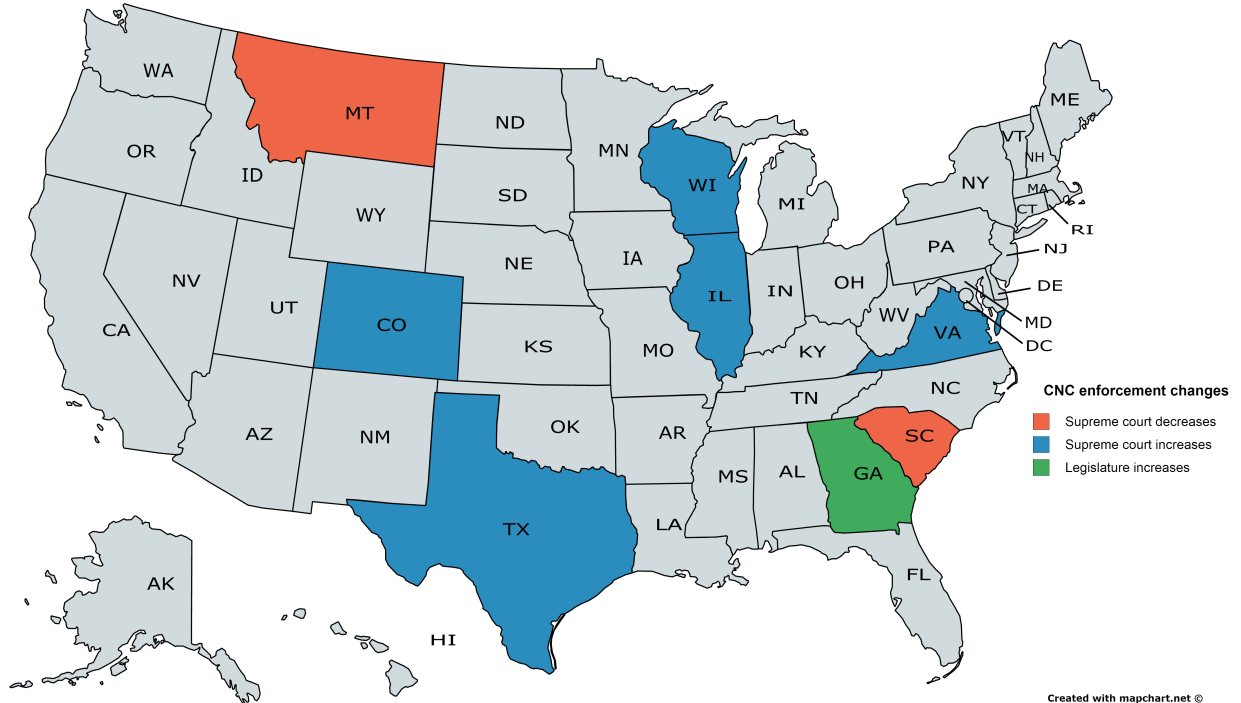 WA
MT
ND
MN
ME
OR
ID
SD
WI
MI
VT
NH
NY
MA
CT
RI
WY
NE
IA
PA
NJ
NV
UT
CO
IL
IN
OH
WV
VA
DE
MD
DC
CA
KS
MO
KY
NC
AZ
NM
OK
AR
TN
SC
MS
AL
GA
TX
LA
FL
AK
HI
CNC enforcement changes
Supreme court decreases
Supreme court increases
Legislature increases
Created with mapchart.net ©